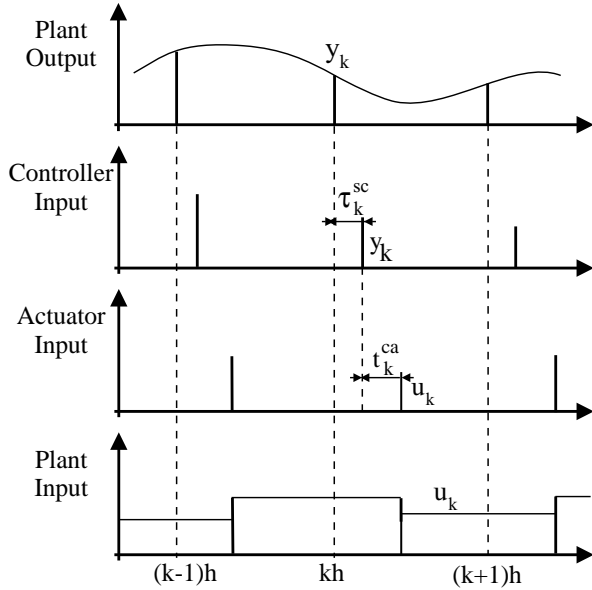 Plant
Output
y_k
Controller
Input
τ_k^sc
y_k
Actuator
Input
t_k^ca
u_k
Plant
Input
u_k
(k-1)h
kh
(k+1)h